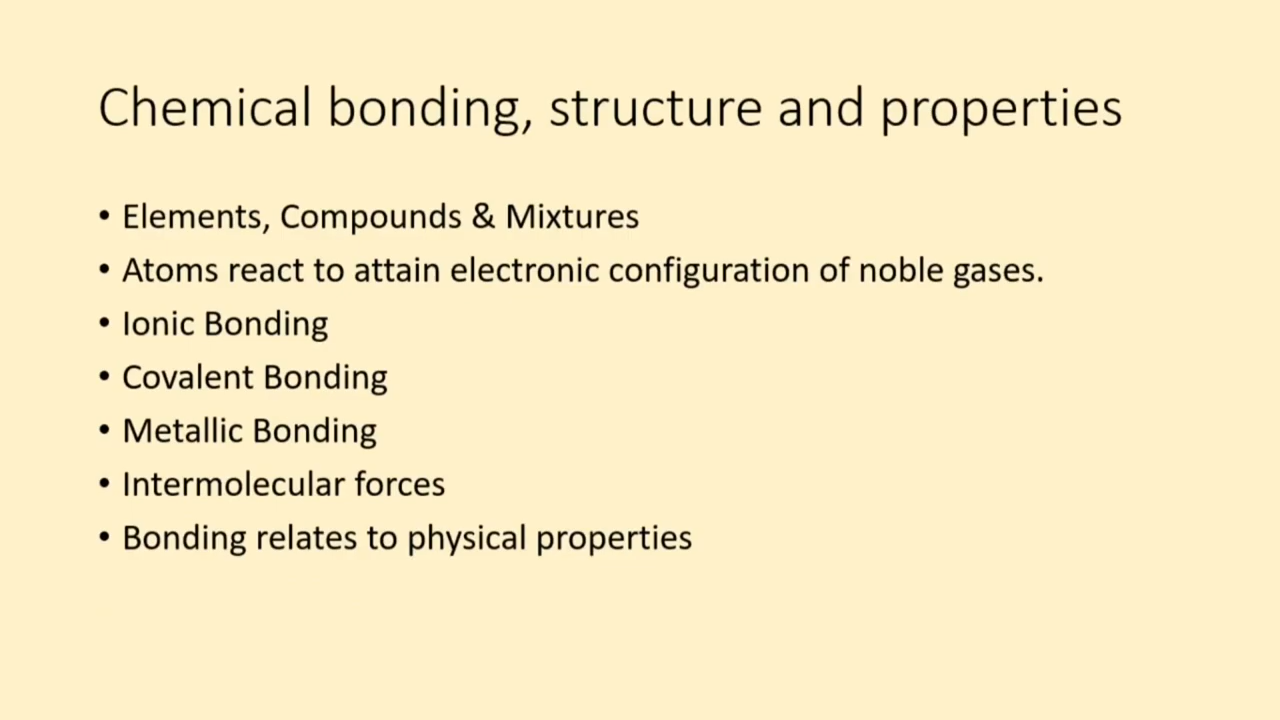 Chemical bonding, structure and properties
• Elements, Compounds & Mixtures
• Atoms react to attain electronic configuration of noble gases.
• Ionic Bonding
• Covalent Bonding
• Metallic Bonding
• Intermolecular forces
• Bonding relates to physical properties